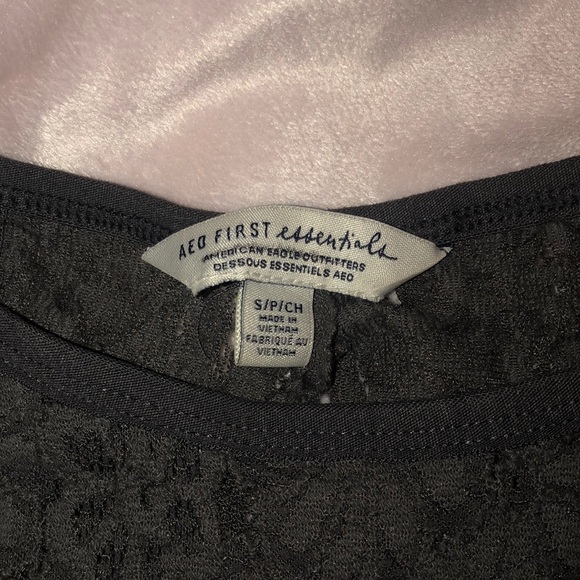 AEO FIRST essentials
AMERICAN EAGLE OUTFITTERS
DESSOUS ESSENTIELS AEO
S/P/CH
MADE IN
VIETNAM
FABRIQUÉ AU
VIETNAM